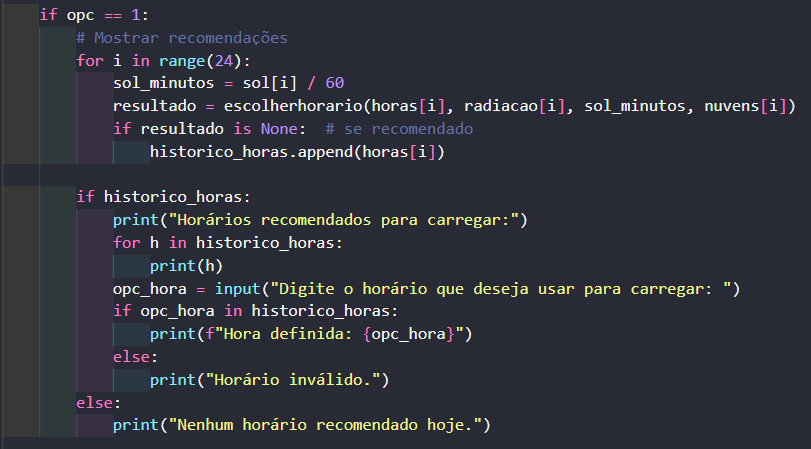 if opc == 1:
# Mostrar recomendações
for i in range(24):
sol_minutos = sol[i] / 60
resultado = escolherhorario(horas[i], radiacao[i], sol_minutos, nuvens[i])
if resultado is None:  # se recomendado
historico_horas.append(horas[i])
if historico_horas:
print("Horários recomendados para carregar:")
for h in historico_horas:
print(h)
opc_hora = input("Digite o horário que deseja usar para carregar: ")
if opc_hora in historico_horas:
print(f"Hora definida: {opc_hora}")
else:
print("Horário inválido.")
else:
print("Nenhum horário recomendado hoje.")